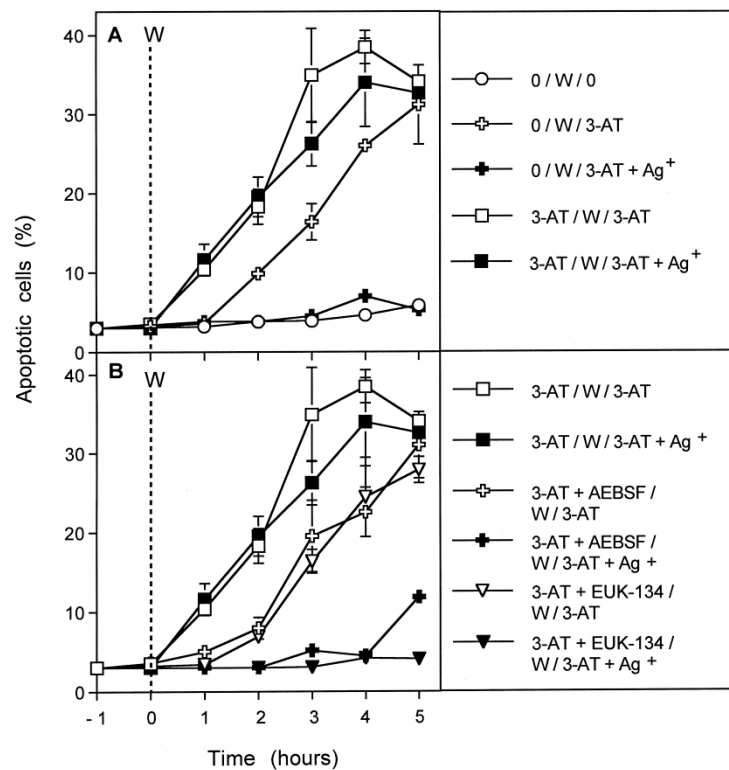 A
W
40
30
20
10
0
0 / W / 0
0 / W / 3-AT
0 / W / 3-AT + Ag+
3-AT / W / 3-AT
3-AT / W / 3-AT + Ag+
Apoptotic cells (%)
B
W
40
30
20
10
0
- 1
0
1
2
3
4
5
Time (hours)
3-AT / W / 3-AT
3-AT / W / 3-AT + Ag +
3-AT + AEBSF /
W / 3-AT
3-AT + AEBSF /
W / 3-AT + Ag +
3-AT + EUK-134 /
W / 3-AT
3-AT + EUK-134 /
W / 3-AT + Ag +